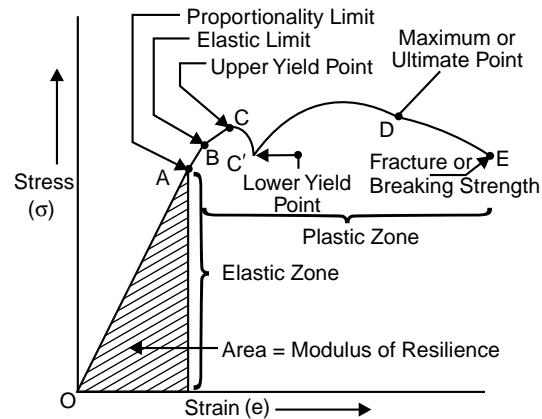 Proportionality Limit
Elastic Limit
Upper Yield Point
Maximum or
Ultimate Point
C
B
D
A
C′
E
Fracture or
Breaking Strength
Lower Yield
Point
Stress
(σ)
Plastic Zone
Elastic Zone
Area = Modulus of Resilience
O
Strain (e)